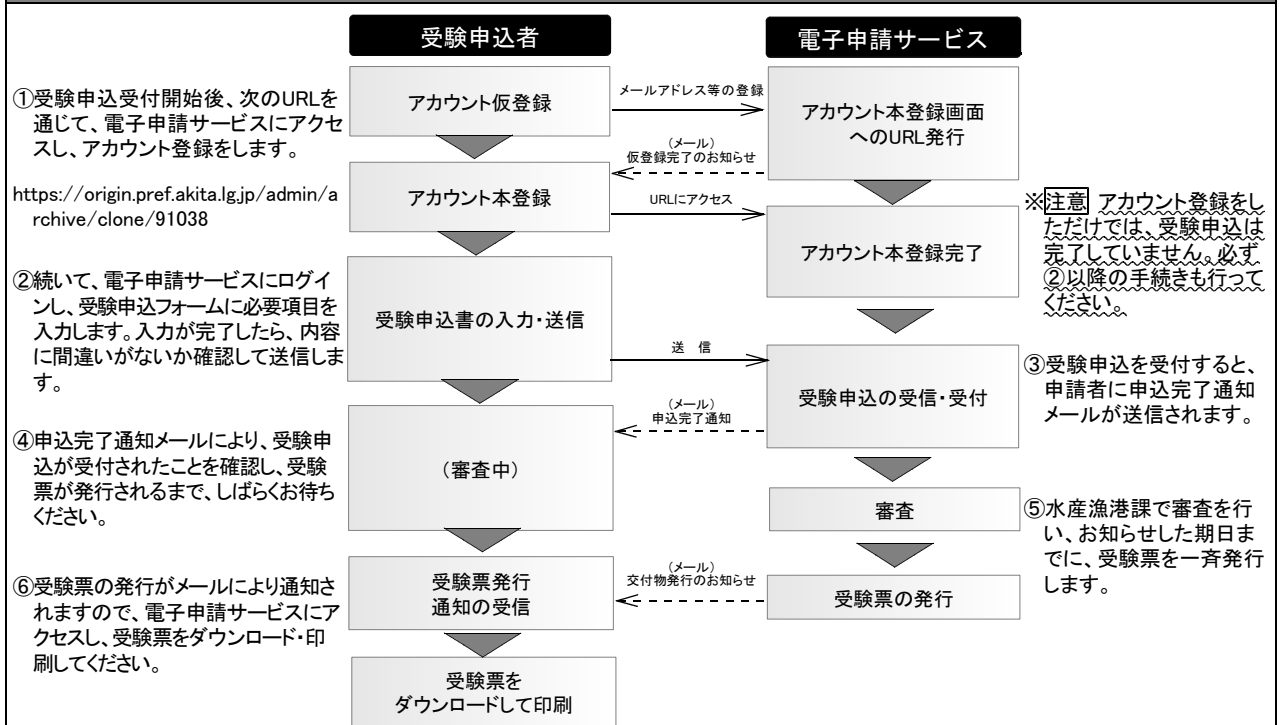 受験申込者
電子申請サービス
①受験申込受付開始後、次のURLを
通じて、電子申請サービスにアクセ
スし、アカウント登録をします。
https://origin.pref.akita.lg.jp/admin/a
rchive/clone/91038
アカウント仮登録
メールアドレス等の登録
アカウント本登録画面
へのURL発行
(メール)
仮登録完了のお知らせ
アカウント本登録
URLにアクセス
アカウント本登録完了
※注意 アカウント登録をし
ただけでは、受験申込は
完了していません。必ず
②以降の手続きも行って
ください。
②続いて、電子申請サービスにログイ
ンし、受験申込フォームに必要項目を
入力します。入力が完了したら、内容
に間違いがないか確認して送信しま
す。
受験申込書の入力・送信
送 信
受験申込の受信・受付
③受験申込を受付すると、
申請者に申込完了通知
メールが送信されます。
(メール)
申込完了通知
④申込完了通知メールにより、受験申
込が受付されたことを確認し、受験
票が発行されるまで、しばらくお待ち
ください。
(審査中)
審査
⑤水産漁港課で審査を行
い、お知らせした期日ま
でに、受験票を一斉発行
します。
⑥受験票の発行がメールにより通知さ
れますので、電子申請サービスにア
クセスし、受験票をダウンロード・印
刷してください。
受験票発行
通知の受信
(メール)
交付物発行のお知らせ
受験票の発行
受験票を
ダウンロードして印刷